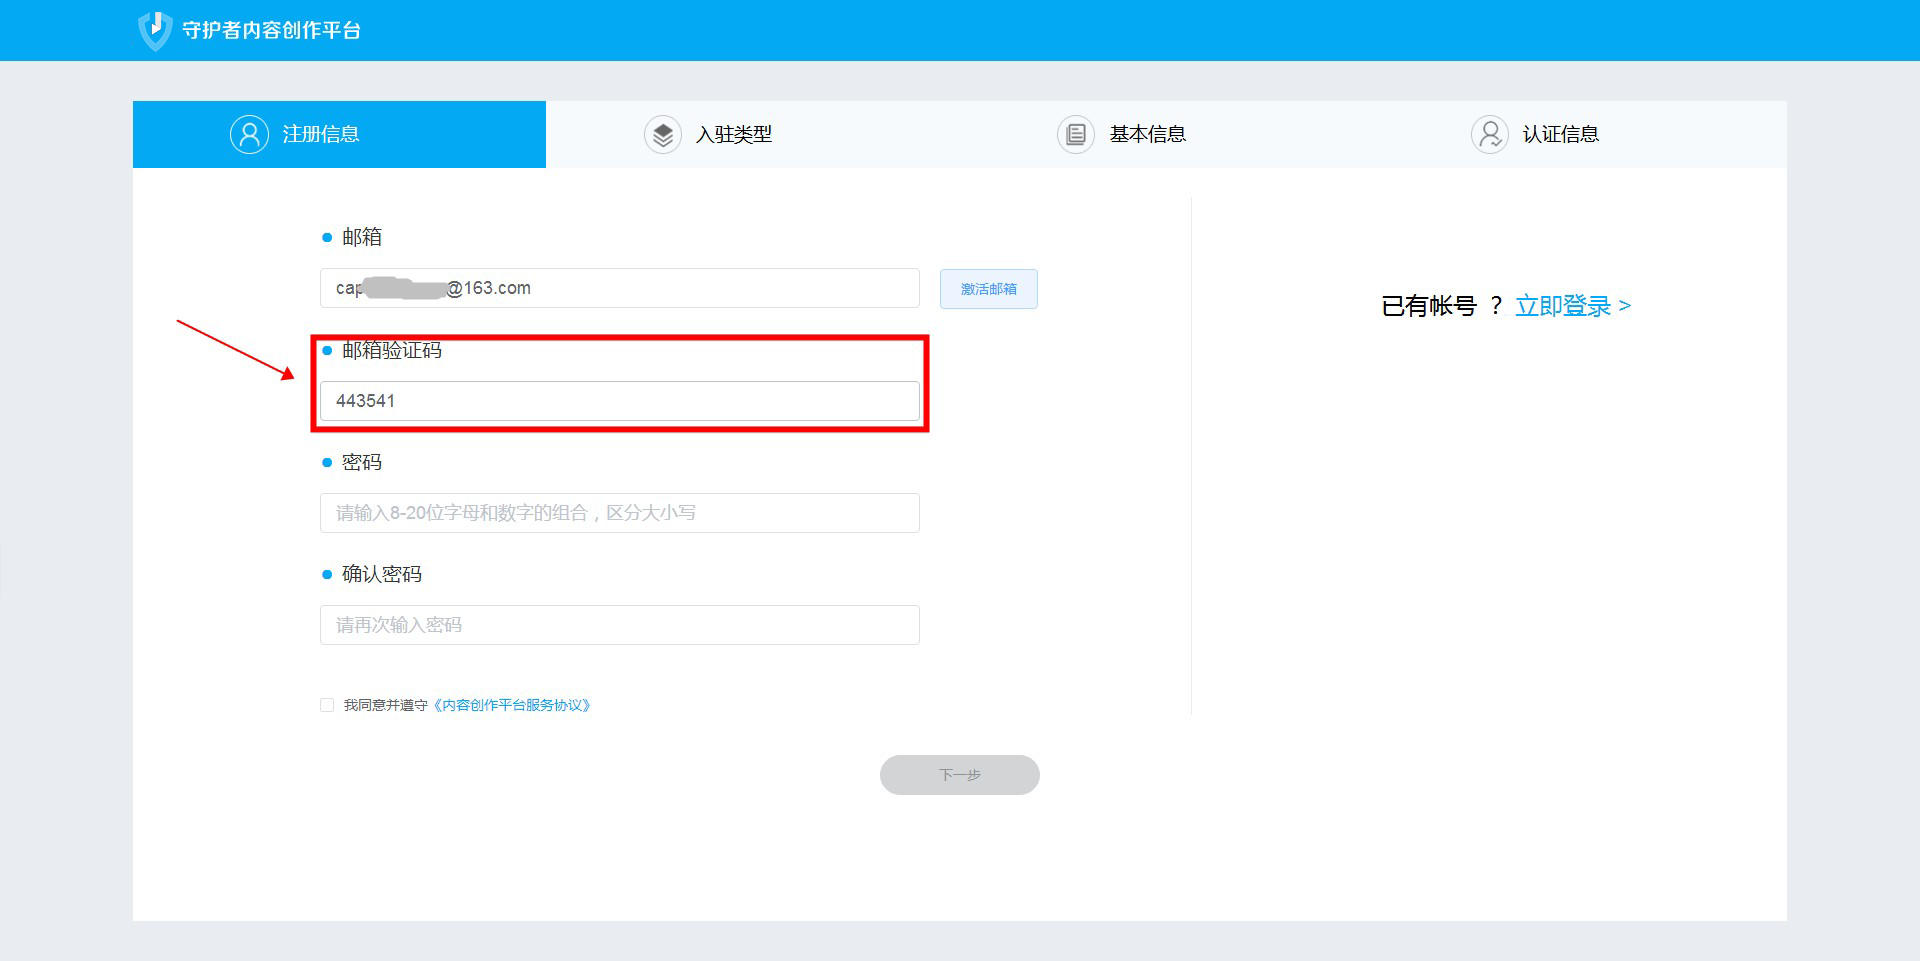 守护者内容创作平台
注册信息
入驻类型
基本信息
认证信息
邮箱
cap @163.com
激活邮箱
已有帐号 ？ 立即登录 >
邮箱验证码
443541
密码
请输入8-20位字母和数字的组合，区分大小写
确认密码
请再次输入密码
我同意并遵守《内容创作平台服务协议》
下一步